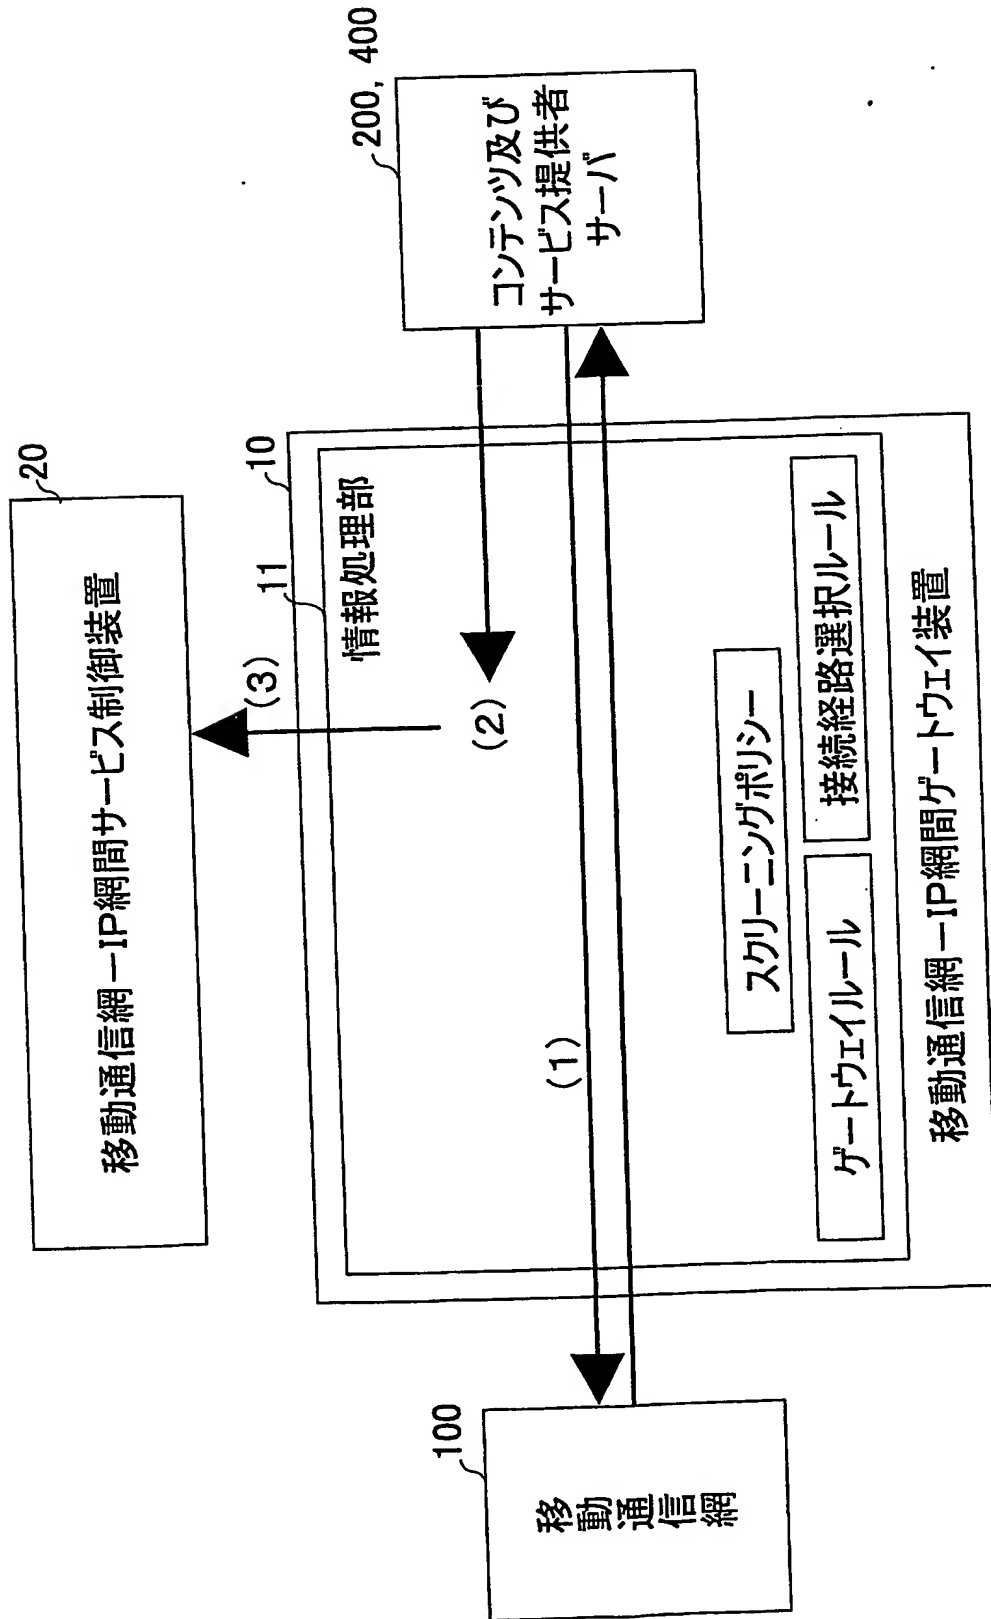 20
移動通信網ーIP網間サービス制御装置
(3)
10
11
情報処理部
(2)
(1)
スクリーニングポリシー
ゲートウェイルール
接続経路選択ルール
移動通信網ーIP網間ゲートウェイ装置
100
移動通信網
200, 400
コンテンツ及び
サービス提供者
サーバ